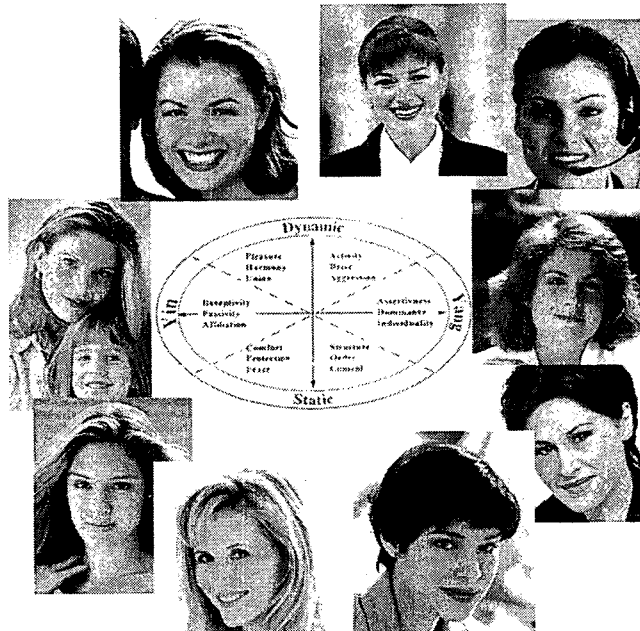 Dynamic
Pleasure
Harmony
Union
Activity
Drive
Aggression
Yin
Receptivity
Passivity
Affiliation
Assertiveness
Dominance
Individuality
Yang
Comfort
Protection
Peace
Structure
Order
Control
Static